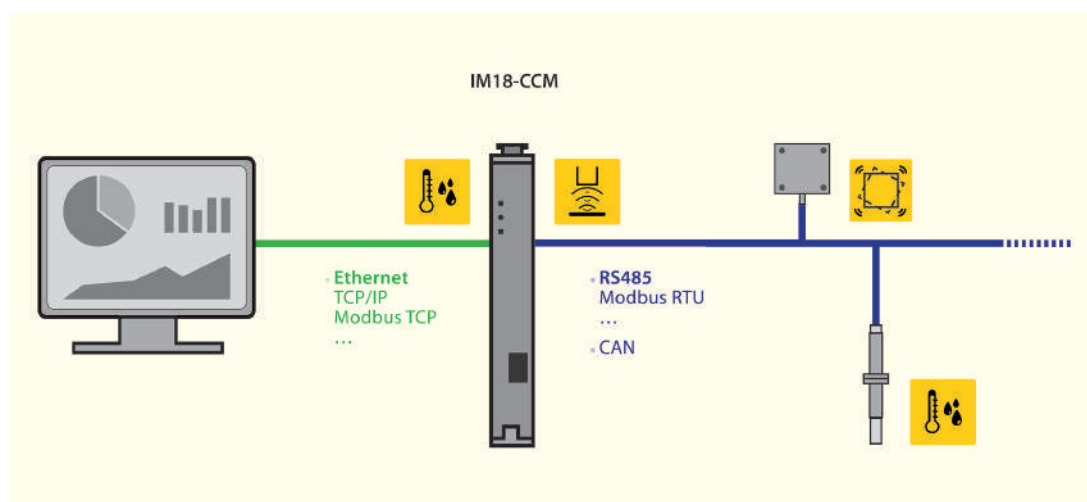 IM18-CCM
Ethernet
TCP/IP
Modbus TCP
...
RS485
Modbus RTU
...
CAN